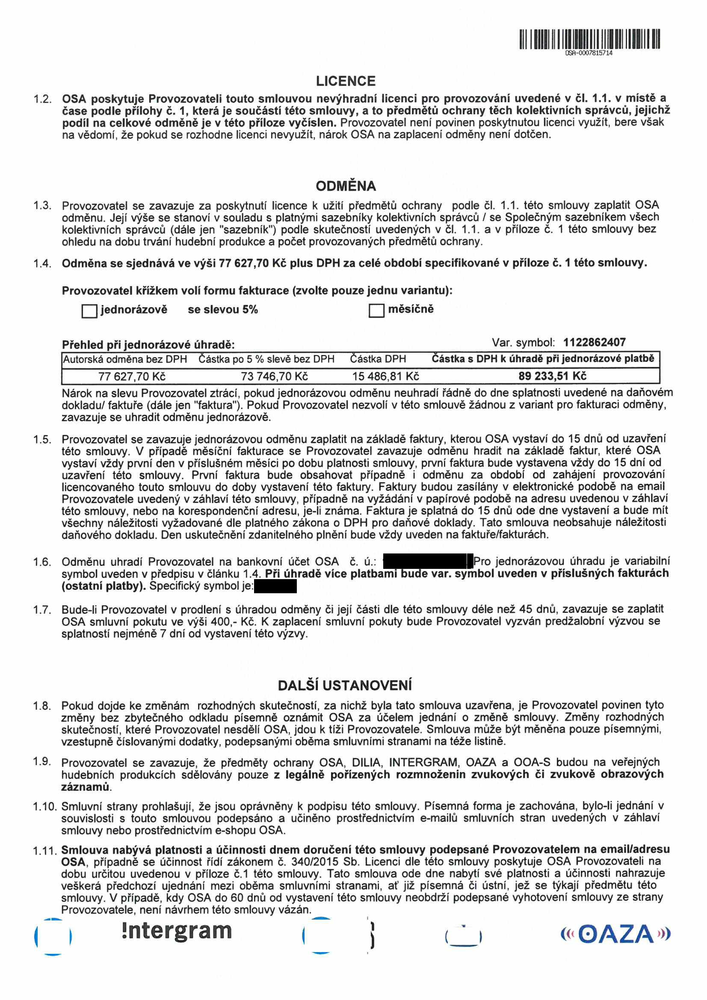 OSA-0007815714
LICENCE
1.2. OSA poskytuje Provozovateli touto smlouvou nevýhradní licenci pro provozování uvedené v čl. 1.1. v místě a
čase podle přílohy č. 1, která je součástí této smlouvy, a to předmětů ochrany těch kolektivních správců, jejichž
podíl na celkové odměně je v této příloze vyčíslen. Provozovatel není povinen poskytnutou licenci využít, bere však
na vědomí, že pokud se rozhodne licenci nevyužít, nárok OSA na zaplacení odměny není dotčen.
ODMĚNA
1.3. Provozovatel se zavazuje za poskytnutí licence k užití předmětů ochrany podle čl. 1.1. této smlouvy zaplatit OSA
odměnu. Její výše se stanoví v souladu s platnými sazebníky kolektivních správců / se Společným sazebníkem všech
kolektivních správců (dále jen "sazebník") podle skutečností uvedených v čl. 1.1. a v příloze č. 1 této smlouvy bez
ohledu na dobu trvání hudební produkce a počet provozovaných předmětů ochrany.
1.4. Odměna se sjednává ve výši 77 627,70 Kč plus DPH za celé období specifikované v příloze č. 1 této smlouvy.
Provozovatel křížkem volí formu fakturace (zvolte pouze jednu variantu):
jednorázově se slevou 5% měsíčně
Přehled při jednorázové úhradě: Var. symbol: 1122862407
Autorská odměna bez DPH Částka po 5 % slevě bez DPH Částka DPH Částka s DPH k úhradě při jednorázové platbě
77 627,70 Kč 73 746,70 Kč 15 486,81 Kč 89 233,51 Kč
Nárok na slevu Provozovatel ztrácí, pokud jednorázovou odměnu neuhradí řádně do dne splatnosti uvedené na daňovém
dokladu/ faktuře (dále jen "faktura"). Pokud Provozovatel nezvolí v této smlouvě žádnou z variant pro fakturaci odměny,
zavazuje se uhradit odměnu jednorázově.
1.5. Provozovatel se zavazuje jednorázovou odměnu zaplatit na základě faktury, kterou OSA vystaví do 15 dnů od uzavření
této smlouvy. V případě měsíční fakturace se Provozovatel zavazuje odměnu hradit na základě faktur, které OSA
vystaví vždy první den v příslušném měsíci po dobu platnosti smlouvy, první faktura bude vystavena vždy do 15 dní od
uzavření této smlouvy. První faktura bude obsahovat případně i odměnu za období od zahájení provozování
licencovaného touto smlouvu do doby vystavení této faktury. Faktury budou zasílány v elektronické podobě na email
Provozovatele uvedený v záhlaví této smlouvy, případně na vyžádání v papírové podobě na adresu uvedenou v záhlaví
této smlouvy, nebo na korespondenční adresu, je-li známa. Faktura je splatná do 15 dnů ode dne vystavení a bude mít
všechny náležitosti vyžadované dle platného zákona o DPH pro daňové doklady. Tato smlouva neobsahuje náležitosti
daňového dokladu. Den uskutečnění zdanitelného plnění bude vždy uveden na faktuře/fakturách.
1.6. Odměnu uhradí Provozovatel na bankovní účet OSA č. ú.: Pro jednorázovou úhradu je variabilní
symbol uveden v předpisu v článku 1.4. Při úhradě více platbami bude var. symbol uveden v příslušných fakturách
(ostatní platby). Specifický symbol je:
1.7. Bude-li Provozovatel v prodlení s úhradou odměny či její části dle této smlouvy déle než 45 dnů, zavazuje se zaplatit
OSA smluvní pokutu ve výši 400,- Kč. K zaplacení smluvní pokuty bude Provozovatel vyzván predžalobní výzvou se
splatností nejméně 7 dní od vystavení této výzvy.
DALŠÍ USTANOVENÍ
1.8. Pokud dojde ke změnám rozhodných skutečností, za nichž byla tato smlouva uzavřena, je Provozovatel povinen tyto
změny bez zbytečného odkladu písemně oznámit OSA za účelem jednání o změně smlouvy. Změny rozhodných
skutečností, které Provozovatel nesdělí OSA, jdou k tíži Provozovatele. Smlouva může být měněna pouze písemnými,
vzestupně číslovanými dodatky, podepsanými oběma smluvními stranami na téže listině.
1.9. Provozovatel se zavazuje, že předměty ochrany OSA, DILIA, INTERGRAM, OAZA a OOA-S budou na veřejných
hudebních produkcích sdělovány pouze z legálně pořízených rozmnoženin zvukových či zvukově obrazových
záznamů.
1.10. Smluvní strany prohlašují, že jsou oprávněny k podpisu této smlouvy. Písemná forma je zachována, bylo-li jednání v
souvislosti s touto smlouvou podepsáno a učiněno prostřednictvím e-mailů smluvních stran uvedených v záhlaví
smlouvy nebo prostřednictvím e-shopu OSA.
1.11. Smlouva nabývá platnosti a účinnosti dnem doručení této smlouvy podepsané Provozovatelem na email/adresu
OSA, případně se účinnost řídí zákonem č. 340/2015 Sb. Licenci dle této smlouvy poskytuje OSA Provozovateli na
dobu určitou uvedenou v příloze č.1 této smlouvy. Tato smlouva ode dne nabytí své platnosti a účinnosti nahrazuje
veškerá předchozí ujednání mezi oběma smluvními stranami, ať již písemná či ústní, jež se týkají předmětu této
smlouvy. V případě, kdy OSA do 60 dnů od vystavení této smlouvy neobdrží podepsané vyhotovení smlouvy ze strany
Provozovatele, není návrhem této smlouvy vázán.
!ntergram OAZA